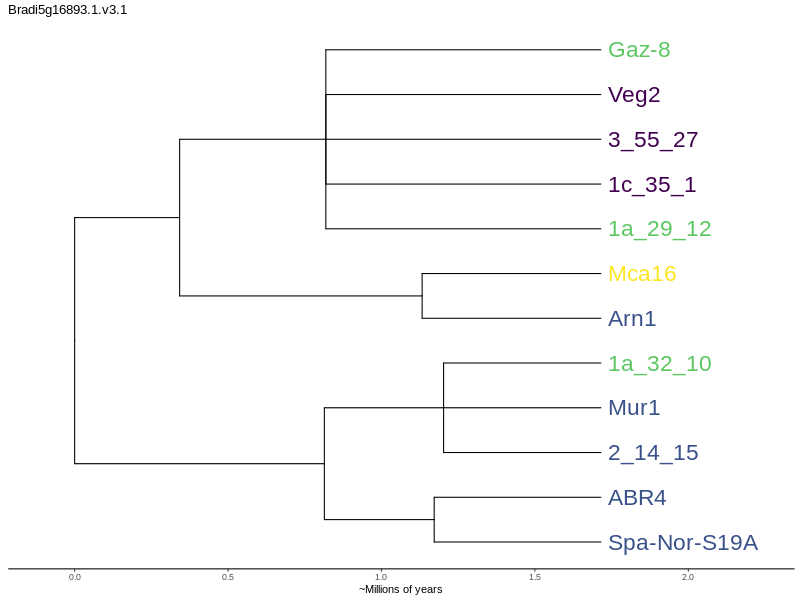 Bradi5g16893.1.v3.1
Gaz-8
Veg2
3_55_27
1c_35_1
1a_29_12
Mca16
Arn1
1a_32_10
Mur1
2_14_15
ABR4
Spa-Nor-S19A
0.0 0.5 1.0 1.5 2.0
~Millions of years